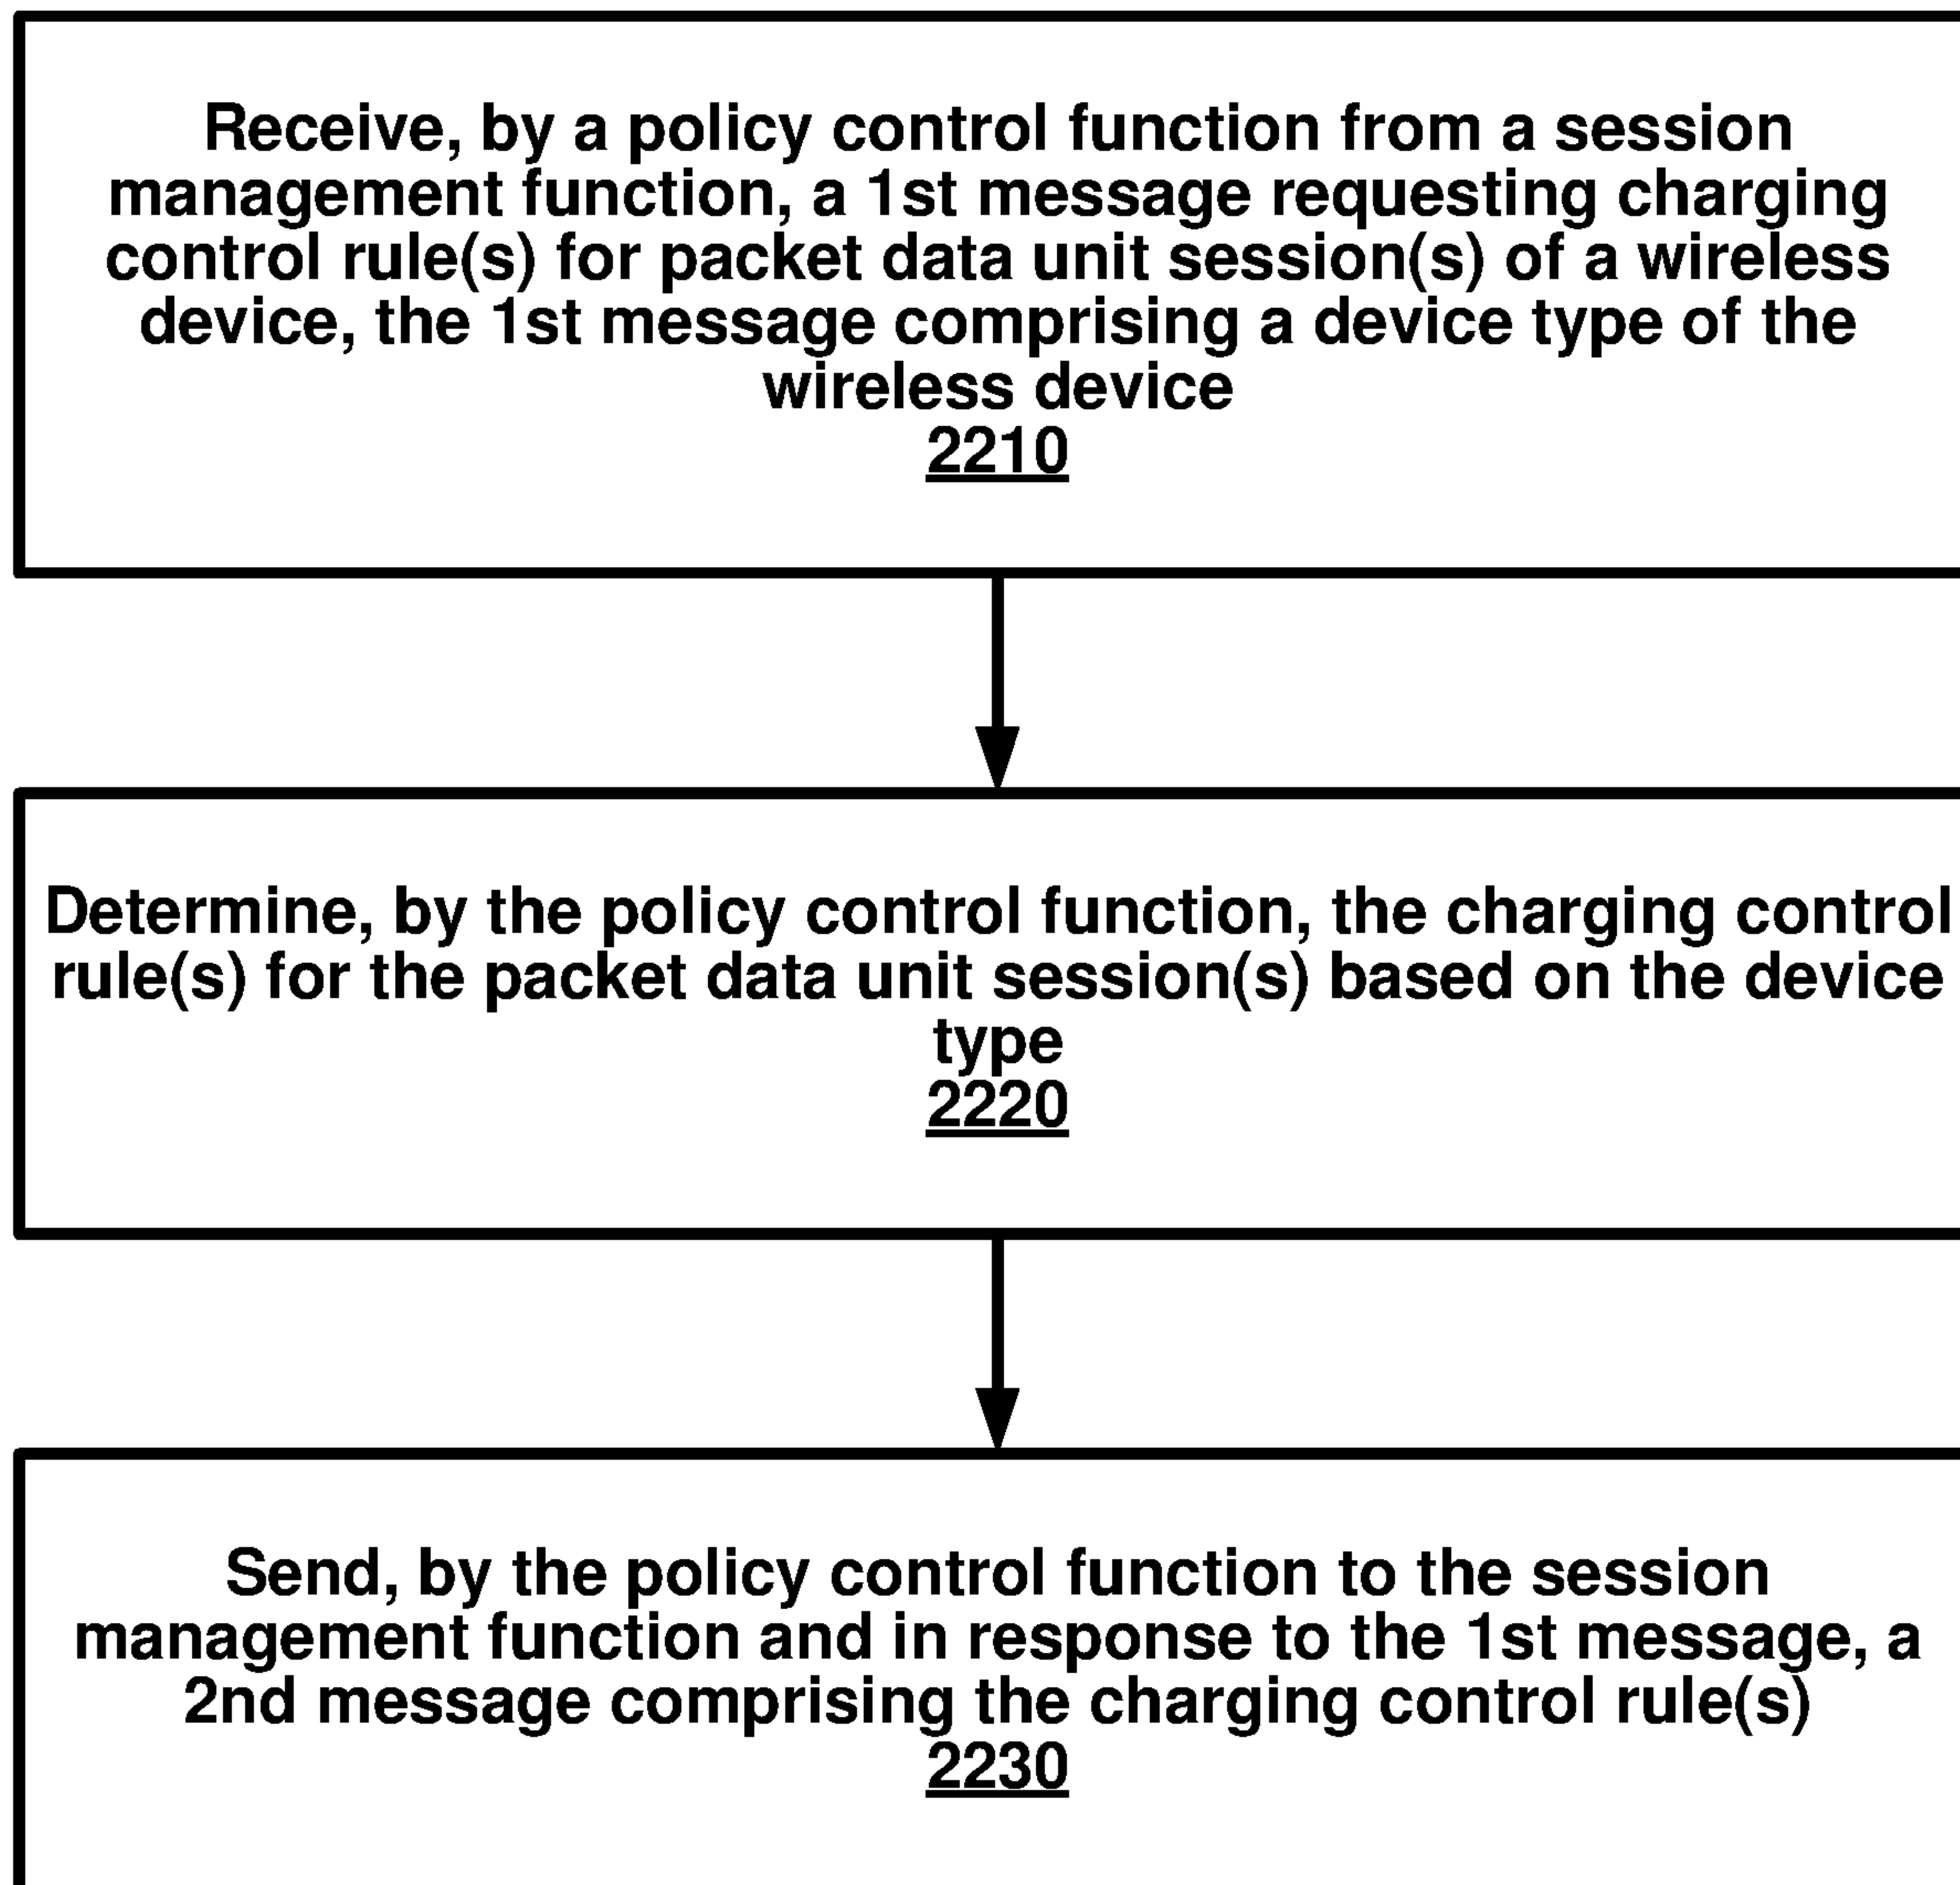 Receive, by a policy control function from a session
management function, a 1st message requesting charging
control rule(s) for packet data unit session(s) of a wireless
device, the 1st message comprising a device type of the
wireless device
2210
Determine, by the policy control function, the charging control
rule(s) for the packet data unit session(s) based on the device
type
2220
Send, by the policy control function to the session
management function and in response to the 1st message, a
2nd message comprising the charging control rule(s)
2230